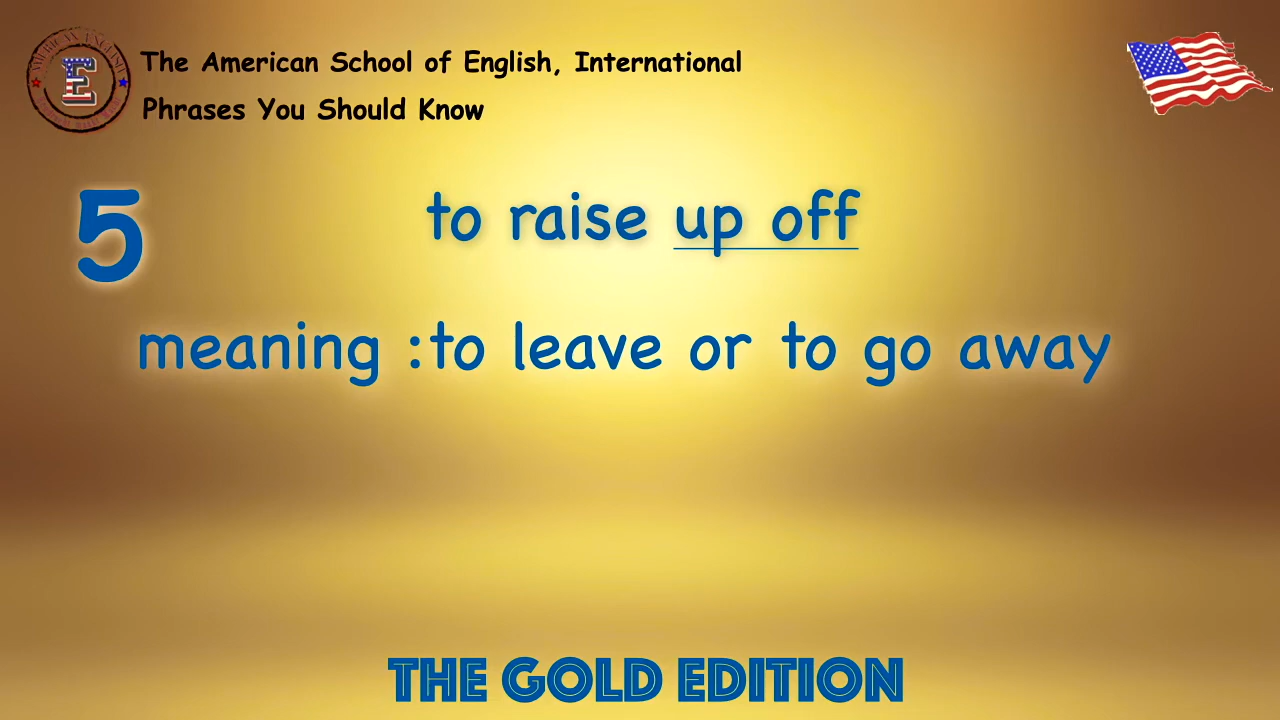 The American School of English, International
Phrases You Should Know
5
to raise up off
meaning :to leave or to go away
THE GOLD EDITION